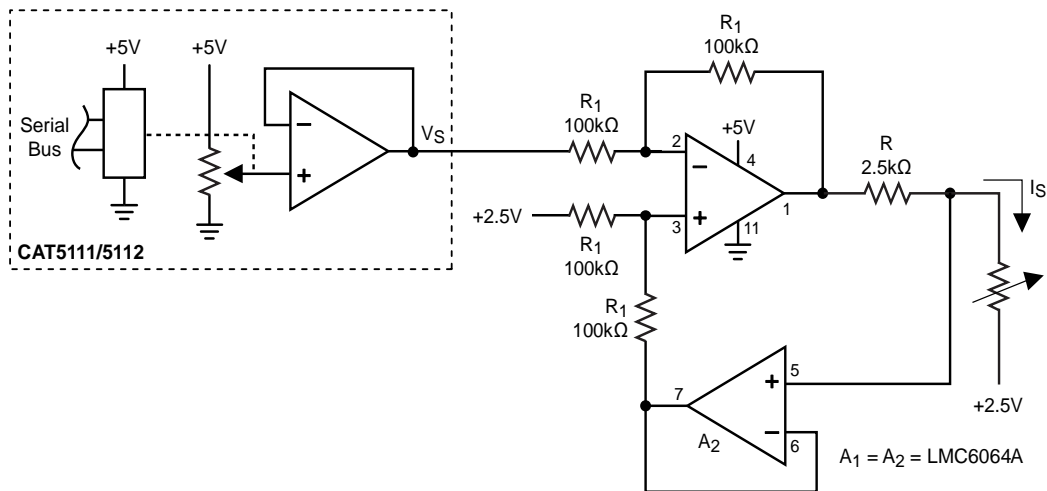 +5V
+5V
Serial
Bus
VS
CAT5111/5112
R1
100kΩ
R1
100kΩ
+5V
2
4
3
11
1
+2.5V
R1
100kΩ
R1
100kΩ
R
2.5kΩ
IS
+2.5V
5
6
7
A2
A1 = A2 = LMC6064A